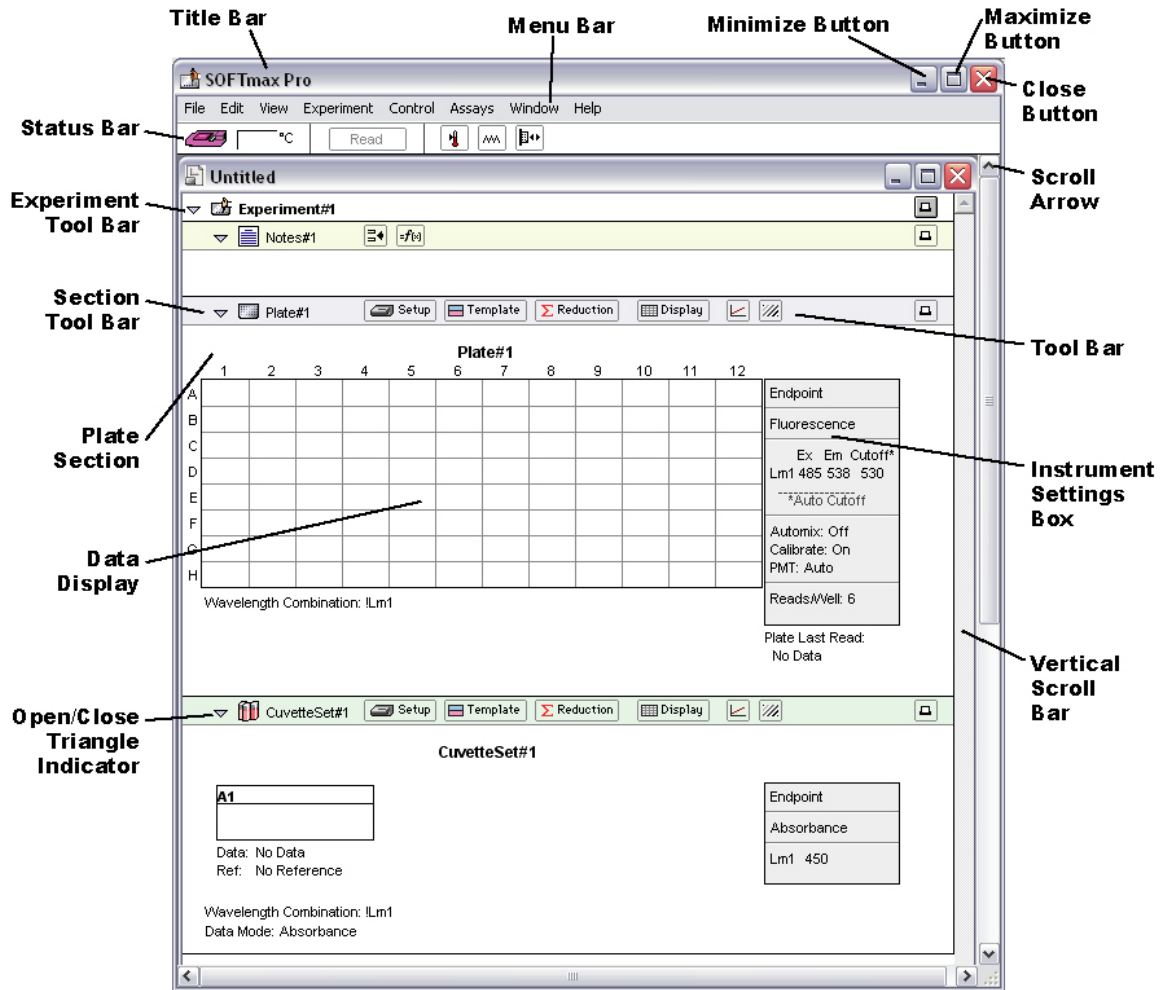 Title Bar
Menu Bar
Minimize Button
Maximize
Button
SOFTmax Pro
Close
Button
File Edit View Experiment Control Assays Window Help
Status Bar
°C
Read
Untitled
Scroll
Arrow
Experiment
Tool Bar
Experiment#1
Notes#1
=f(x)
Section
Tool Bar
Plate#1 Setup Template Reduction Display
Tool Bar
Plate#1
1 2 3 4 5 6 7 8 9 10 11 12
A
B
C
D
E
F
G
H
Plate
Section
Data
Display
Endpoint
Fluorescence
Ex Em Cutoff*
Lm1 485 538 530
*Auto Cutoff
Automix: Off
Calibrate: On
PMT: Auto
Reads/Well: 6
Instrument
Settings
Box
Wavelength Combination: !Lm1
Plate Last Read:
No Data
Vertical
Scroll
Bar
Open/Close
Triangle
Indicator
CuvetteSet#1 Setup Template Reduction Display
CuvetteSet#1
A1
Data: No Data
Ref: No Reference
Endpoint
Absorbance
Lm1 450
Wavelength Combination: !Lm1
Data Mode: Absorbance